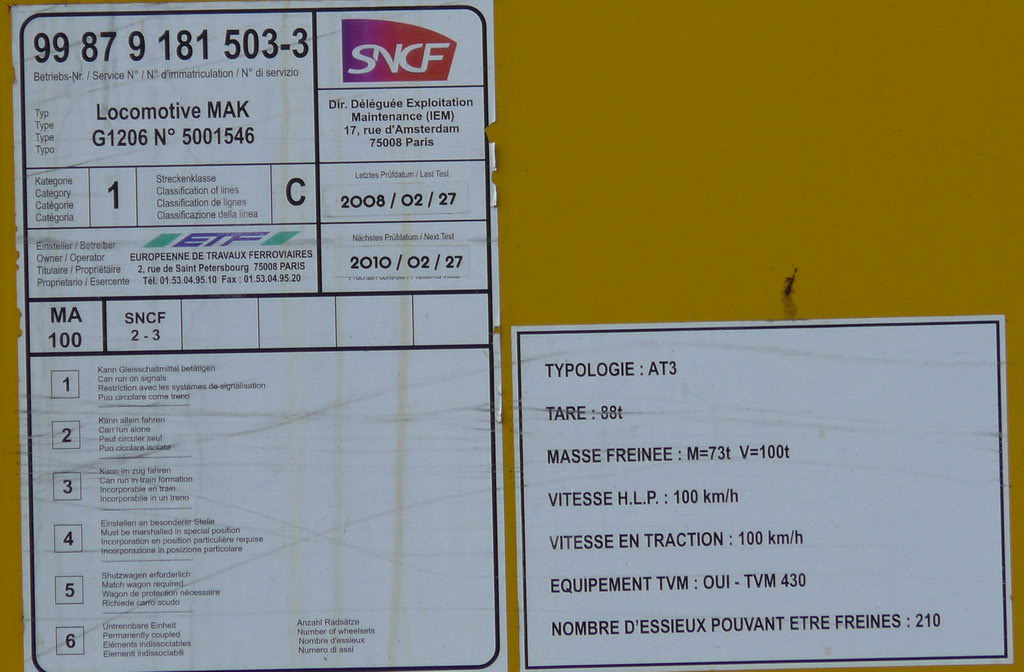 99 87 9 181 503-3
Betriebs-Nr. / Service N° / N° d'immatriculation / N° di servizio
Typ
Type
Type
Typo
Locomotive MAK
G1206 N° 5001546
SNCF
Dir. Déléguée Exploitation
Maintenance (IEM)
17, rue d'Amsterdam
75008 Paris
Kategorie
Category
Catégorie
Catégoria
1
Streckenklasse
Classification of lines
Classification de lignes
Classificazione della linea
C
Letztes Prüfdatum / Last Test
2008 / 02 / 27
Nächstes Prüfdatum / Next Test
2010 / 02 / 27
Einsteller / Betreiber
Owner / Operator
Titulaire / Propriétaire
Proprietario / Esercente
ETF
EUROPEENNE DE TRAVAUX FERROVIAIRES
2, rue de Saint Petersbourg 75008 PARIS
Tél. 01.53.04.95.10 Fax : 01.53.04.95.20
MA
100
SNCF
2 - 3
1
Kann Gleisschaltmittel betätigen
Can run on signals
Restriction avec les systèmes de signalisation
Puo circolare come treno
2
Kann allein fahren
Can run alone
Peut circuler seul
Puo cicolare isolata
3
Kann im zug fahren
Can run in train formation
Incorporable en train
Incorporabile in un treno
4
Einstellen an besonderer Stelle
Must be marshalled in special position
Incorporation en position particulière requise
Incorporazione in posizione particolare
5
Shutzwagen erforderlich
Match wagon required
Wagon de protection nécessaire
Richiede carro scudo
6
Untrennbare Einheit
Permanently coupled
Eléments indissociables
Elementi indissociabili
Anzahl Radsätze
Number of wheelsets
Nombre d'essieux
Numero di assi
TYPOLOGIE : AT3
TARE : 88t
MASSE FREINEE : M=73t V=100t
VITESSE H.L.P. : 100 km/h
VITESSE EN TRACTION : 100 km/h
EQUIPEMENT TVM : OUI - TVM 430
NOMBRE D'ESSIEUX POUVANT ETRE FREINES : 210